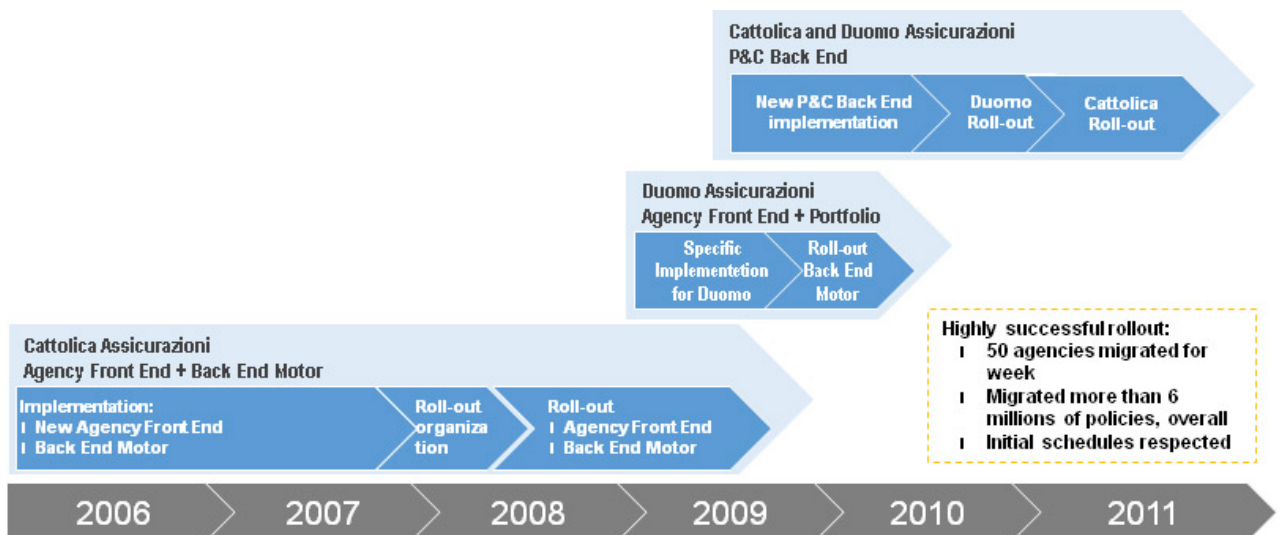 Cattolica and Duomo Assicurazioni
P&C Back End
New P&C Back End
implementation
Duomo
Roll-out
Cattolica
Roll-out
Duomo Assicurazioni
Agency Front End + Portfolio
Specific
Implementetion
for Duomo
Roll-out
Back End
Motor
Cattolica Assicurazioni
Agency Front End + Back End Motor
Implementation:
ı New Agency Front End
ı Back End Motor
Roll-out
organiza
tion
Roll-out
ı Agency Front End
ı Back End Motor
Highly successful rollout:
ı 50 agencies migrated for
week
ı Migrated more than 6
millions of policies, overall
ı Initial schedules respected
2006
2007
2008
2009
2010
2011